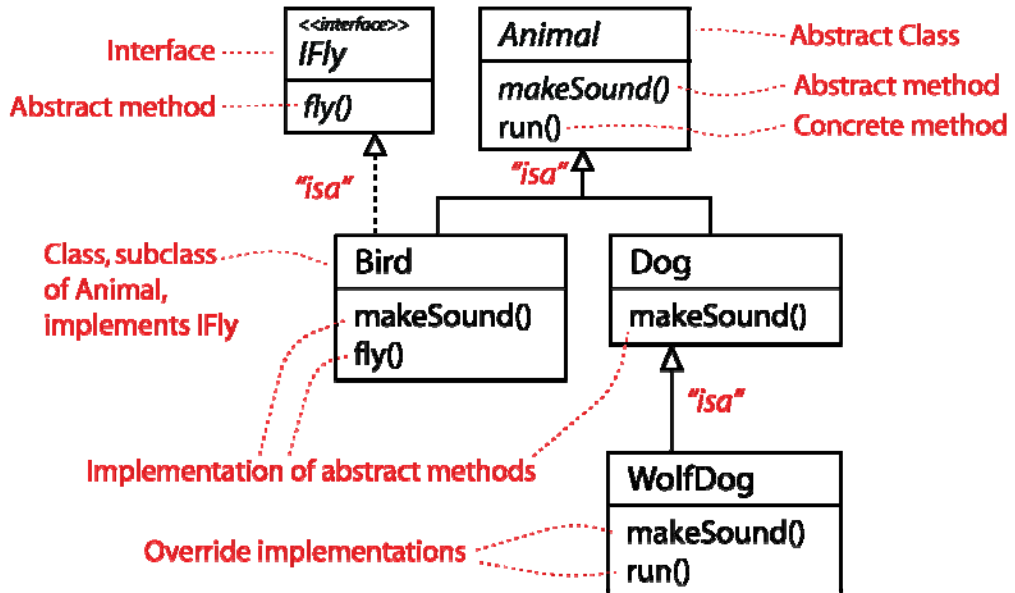 <<interface>>
IFly
fly()
Interface
Abstract method
Animal
makeSound()
run()
Abstract Class
Abstract method
Concrete method
"isa"
"isa"
Class, subclass
of Animal,
implements IFly
Bird
makeSound()
fly()
Dog
makeSound()
"isa"
Implementation of abstract methods
WolfDog
makeSound()
run()
Override implementations